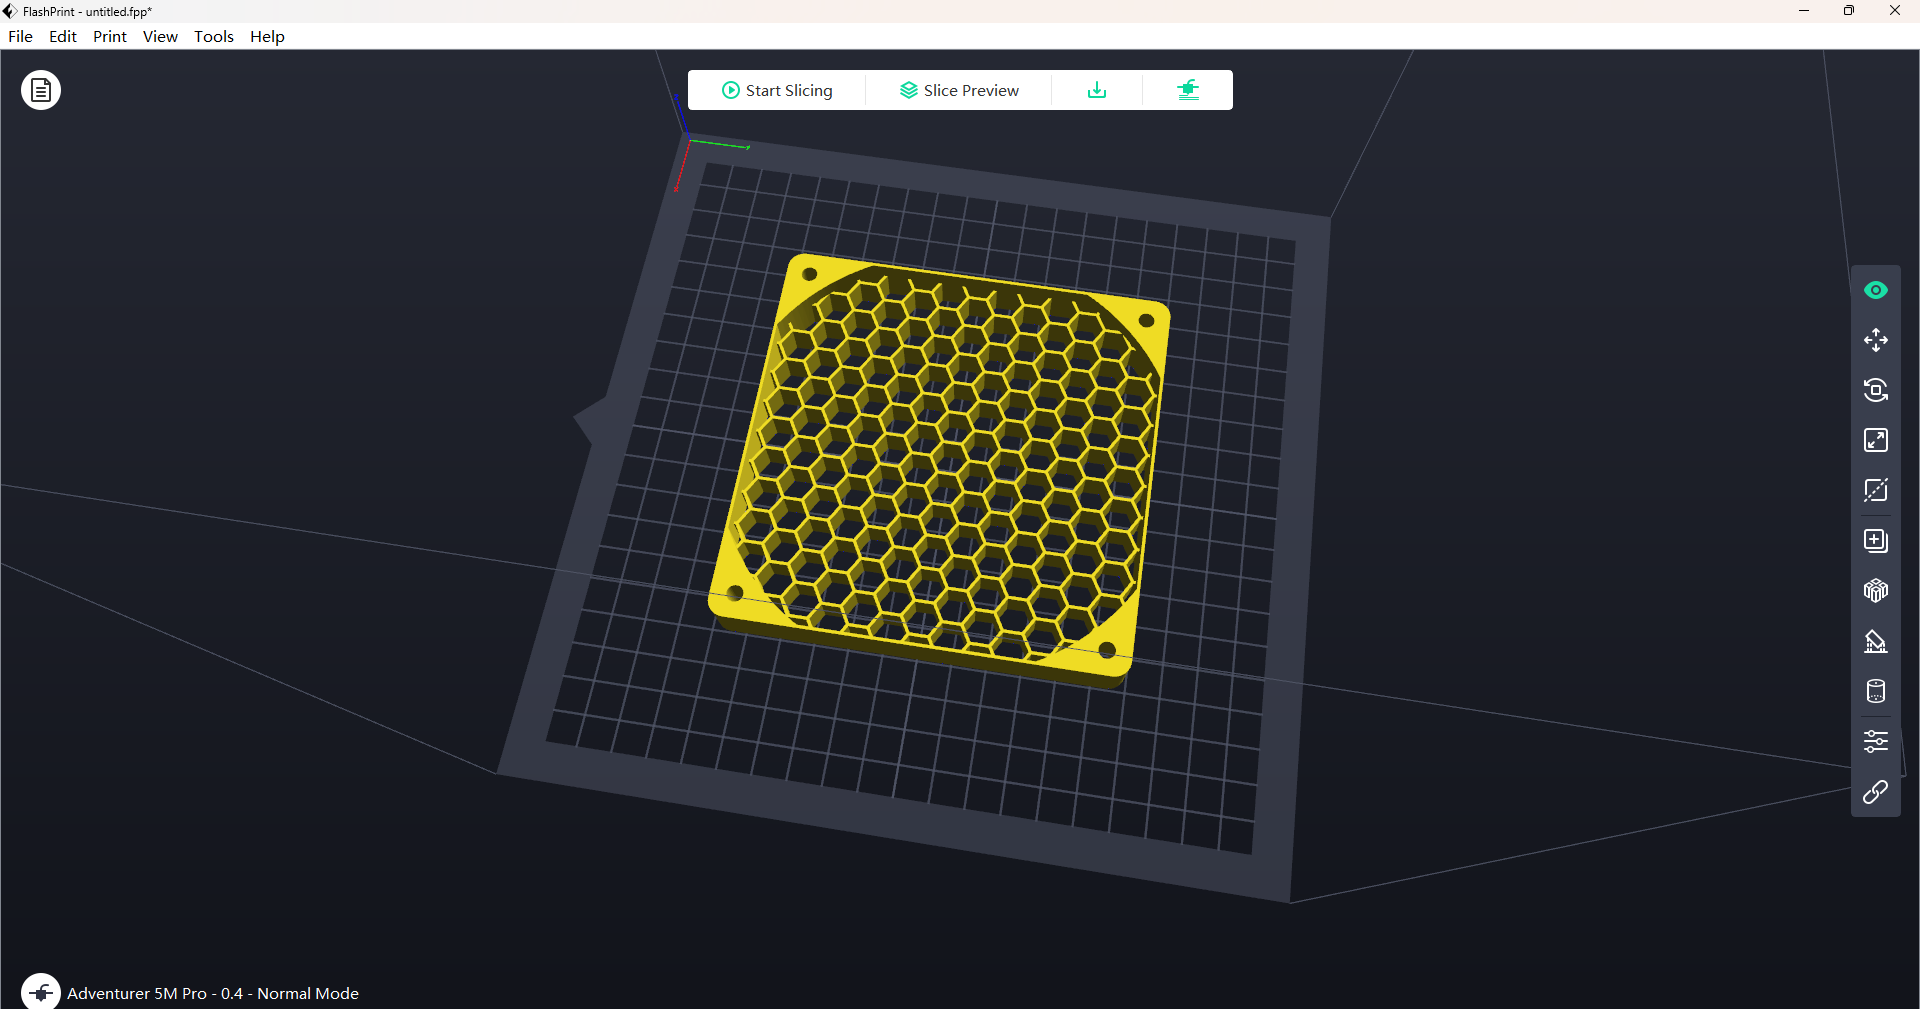 FlashPrint - untitled.fpp*
File Edit Print View Tools Help
Start Slicing Slice Preview
Adventurer 5M Pro - 0.4 - Normal Mode